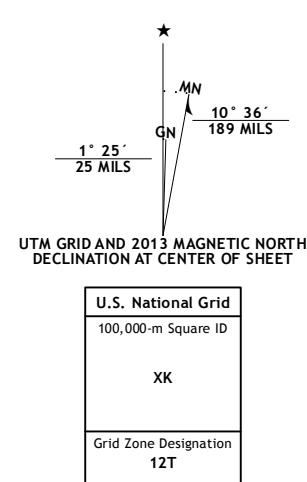 ★
MN
GN
10° 36´
189 MILS
1° 25´
25 MILS
UTM GRID AND 2013 MAGNETIC NORTH
DECLINATION AT CENTER OF SHEET
U.S. National Grid
100,000-m Square ID
XK
Grid Zone Designation
12T